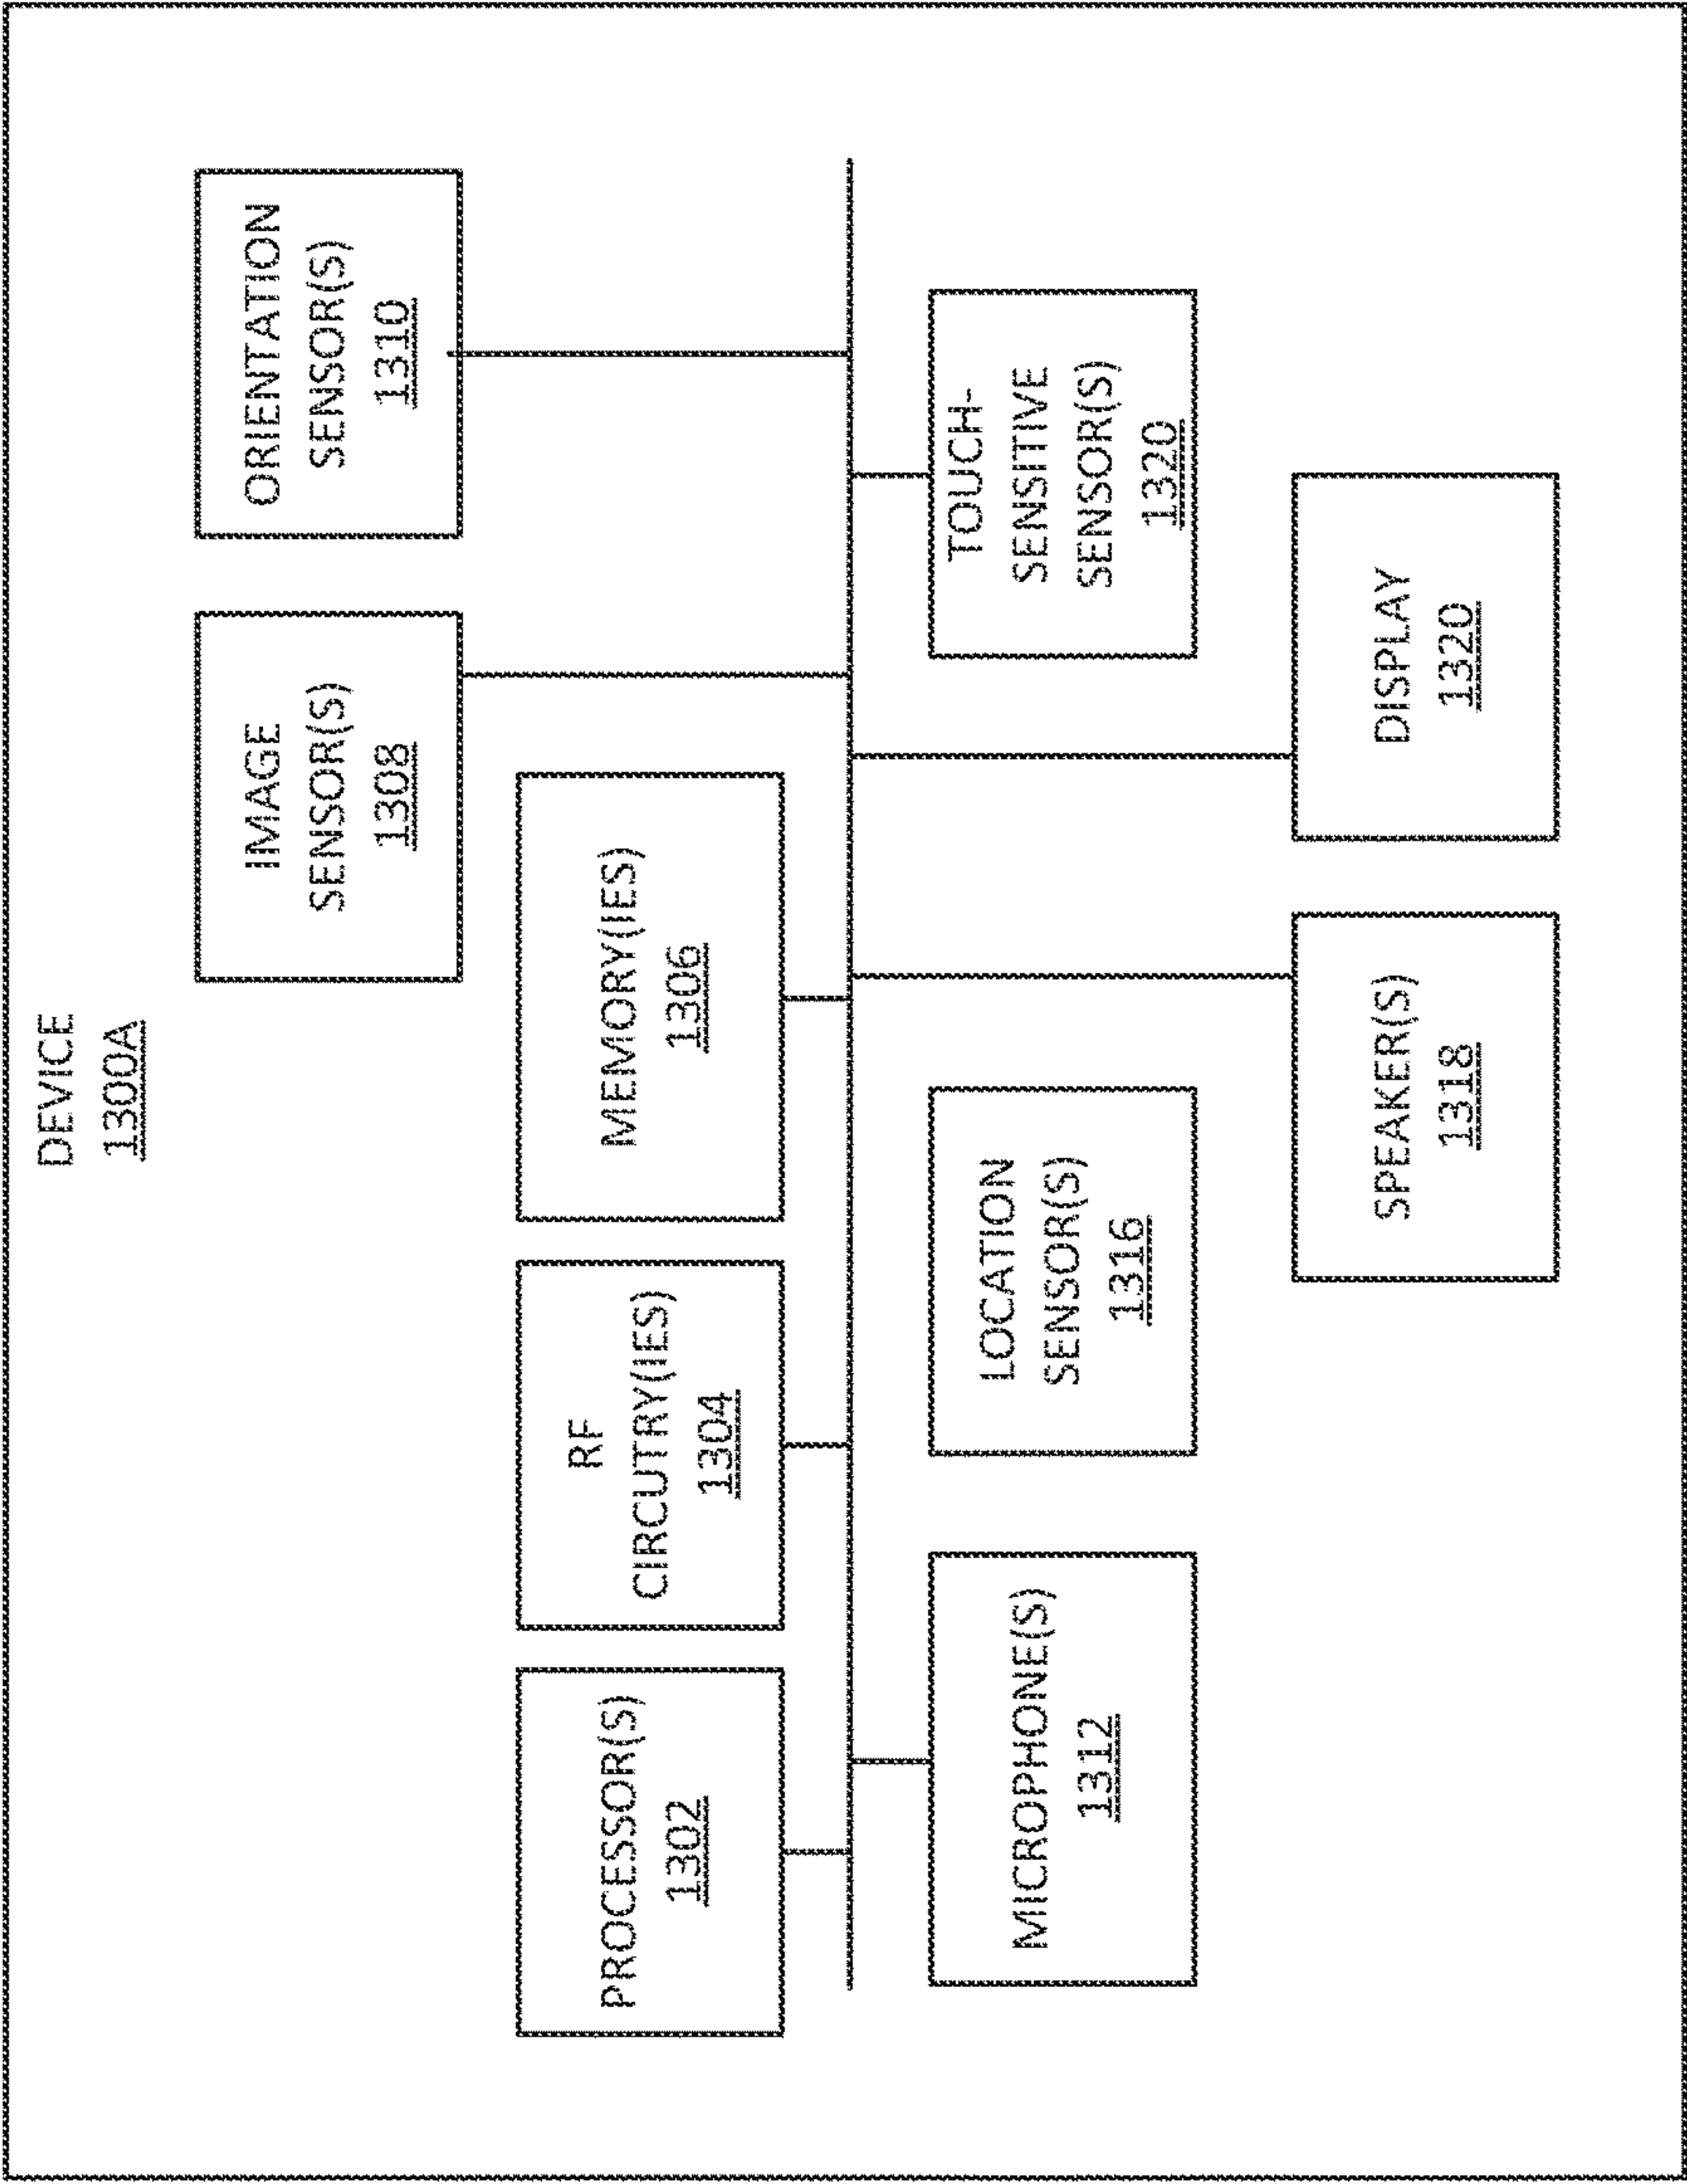 DEVICE
1300A
IMAGE
SENSOR(S)
1308
ORIENTATION
SENSOR(S)
1310
PROCESSOR(S)
1302
RF
CIRCUTRY(IES)
1304
MEMORY(IES)
1306
MICROPHONE(S)
1312
LOCATION
SENSOR(S)
1316
TOUCH-
SENSITIVE
SENSOR(S)
1320
SPEAKER(S)
1318
DISPLAY
1320